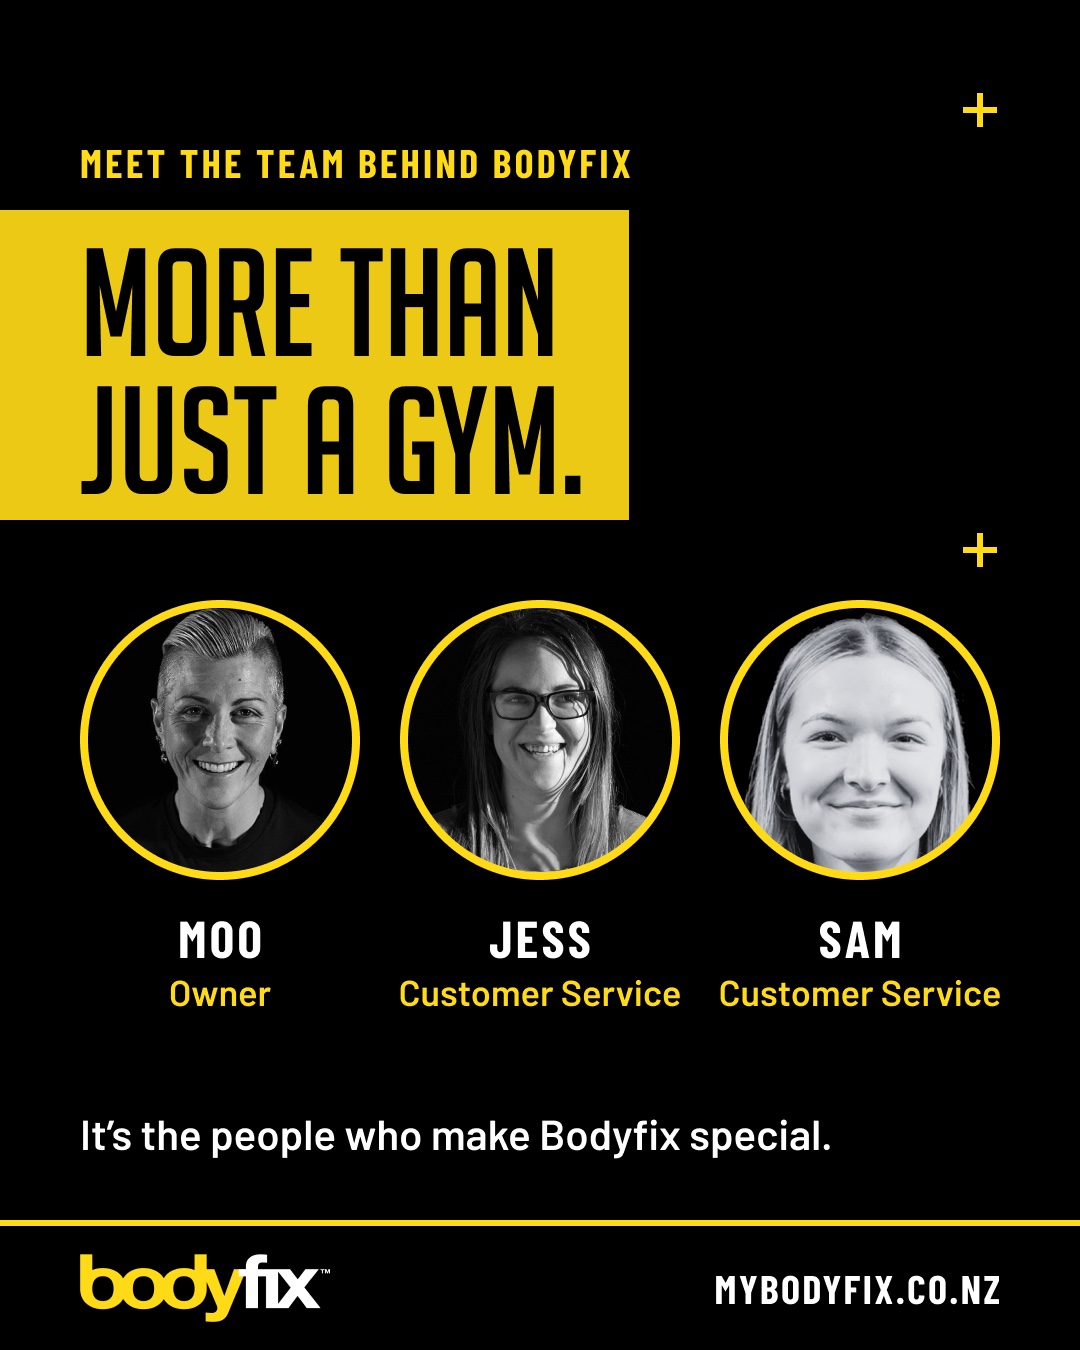 MEET THE TEAM BEHIND BODYFIX
MORE THAN
JUST A GYM.
MOO
Owner
JESS
Customer Service
SAM
Customer Service
It’s the people who make Bodyfix special.
bodyfix™
MYBODYFIX.CO.NZ